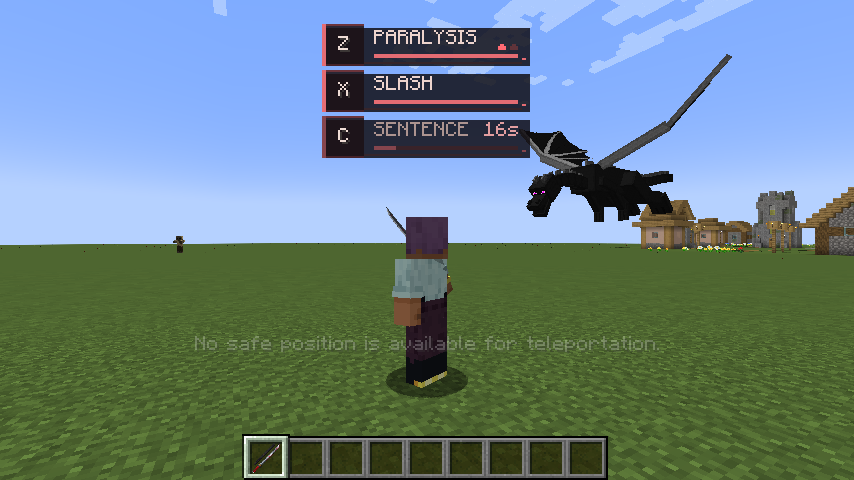 Z PARALYSIS
X SLASH
C SENTENCE 16s
No safe position is available for teleportation.